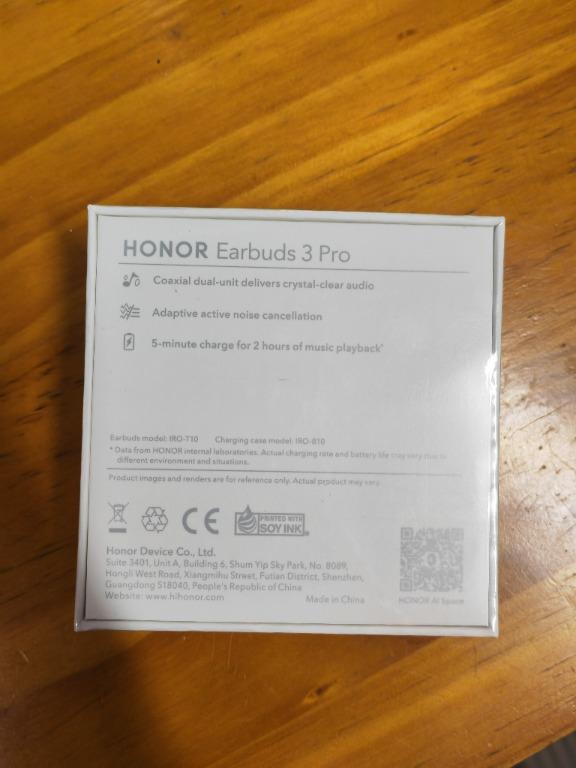 HONOR Earbuds 3 Pro
Coaxial dual-unit delivers crystal-clear audio
Adaptive active noise cancellation
5-minute charge for 2 hours of music playback*
Earbuds model: IRO-T10 Charging case model: IRO-B10
* Data from HONOR internal laboratories. Actual charging rate and battery life may vary due to
different environment and situations.
Product images and renders are for reference only. Actual product may vary.
CE
PRINTED WITH
SOY INK
Honor Device Co., Ltd.
Suite 3401, Unit A, Building 6, Shum Yip Sky Park, No. 8089,
Hongli West Road, Xiangmihu Street, Futian District, Shenzhen,
Guangdong 518040, People's Republic of China
Website: www.hihonor.com Made in China
HONOR AI Space